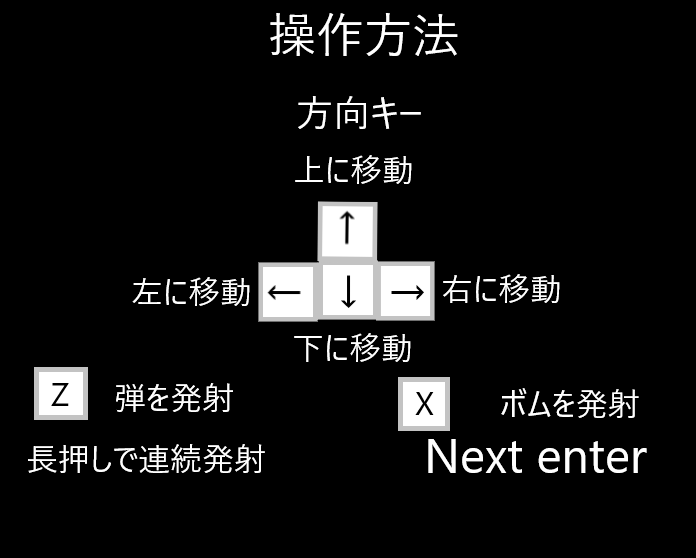 操作方法
方向キー
上に移動
↑
左に移動 ← ↓ → 右に移動
下に移動
Z 弾を発射 X ボムを発射
長押しで連続発射 Next enter